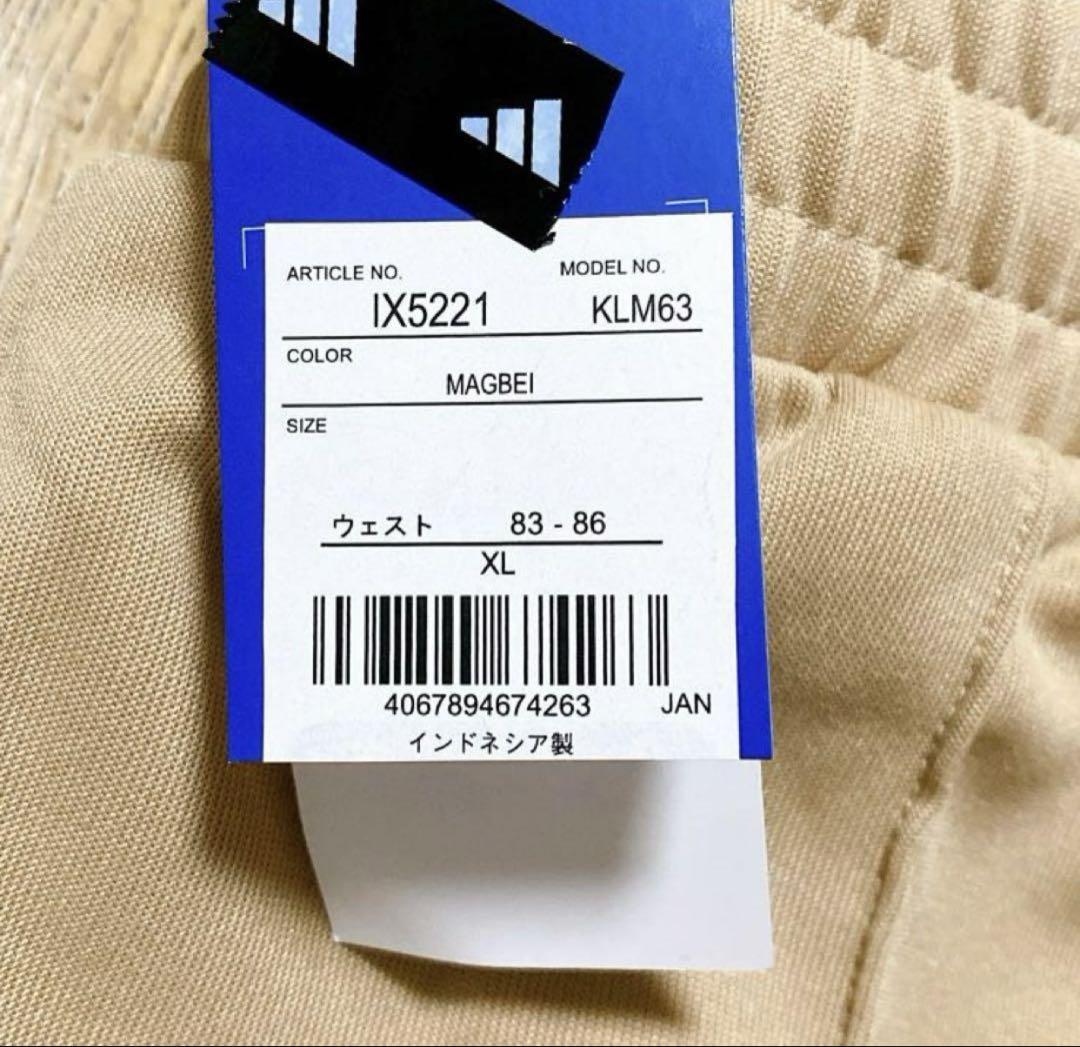 ARTICLE NO. MODEL NO.
IX5221 KLM63
COLOR
MAGBEI
SIZE
ウェスト 83 - 86
XL
4067894674263 JAN
インドネシア製